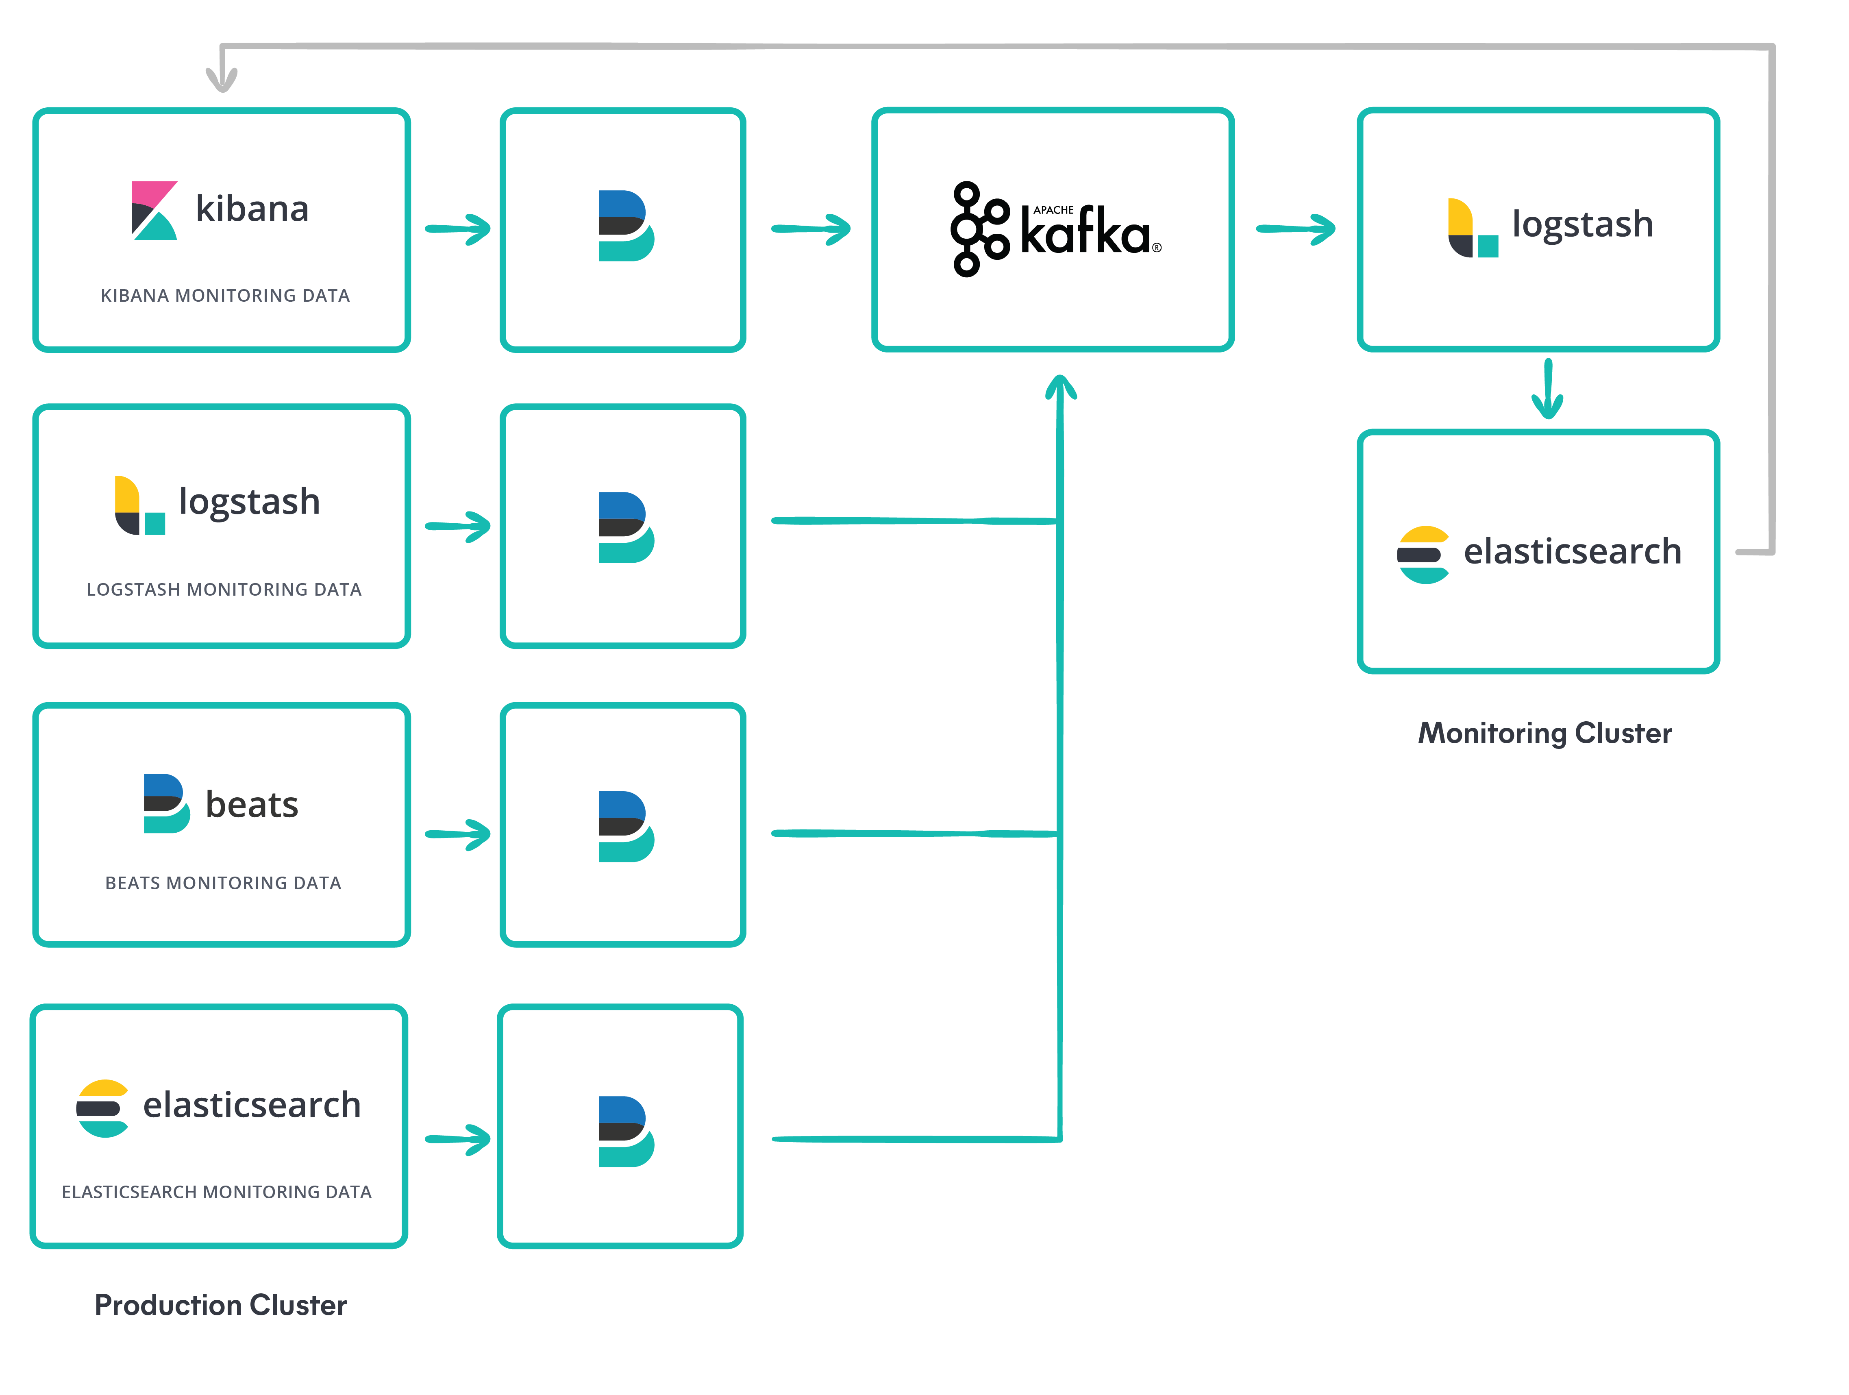 kibana
KIBANA MONITORING DATA
APACHE
kafka®
logstash
logstash
LOGSTASH MONITORING DATA
elasticsearch
Monitoring Cluster
beats
BEATS MONITORING DATA
elasticsearch
ELASTICSEARCH MONITORING DATA
Production Cluster